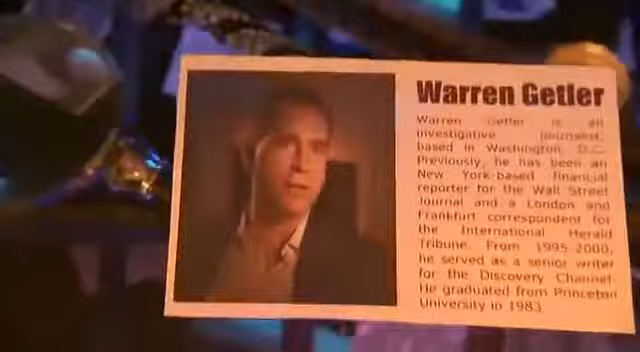 Warren Getler
Warren Getler is an
investigative journalist,
based in Washington, D.C.
Previously, he has been an
New York-based financial
reporter for the Wall Street
Journal and a London and
Frankfurt correspondent for
the International Herald
Tribune. From 1995-2000,
he served as a senior writer
for the Discovery Channel.
He graduated from Princeton
University in 1983.